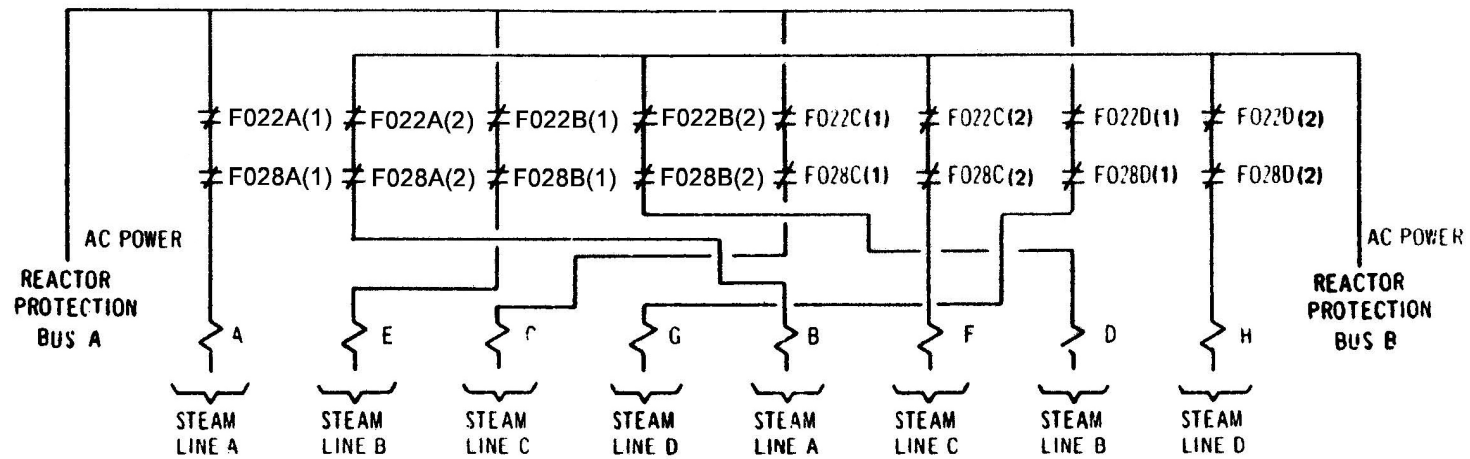 F022A(1) F022A(2) F022B(1) F022B(2) F022C(1) F022C(2) F022D(1) F022D(2)
F028A(1) F028A(2) F028B(1) F028B(2) F028C(1) F028C(2) F028D(1) F028D(2)
AC POWER
REACTOR
PROTECTION
BUS A
AC POWER
REACTOR
PROTECTION
BUS B
A E C G B F D H
STEAM LINE A
STEAM LINE B
STEAM LINE C
STEAM LINE D
STEAM LINE A
STEAM LINE C
STEAM LINE B
STEAM LINE D